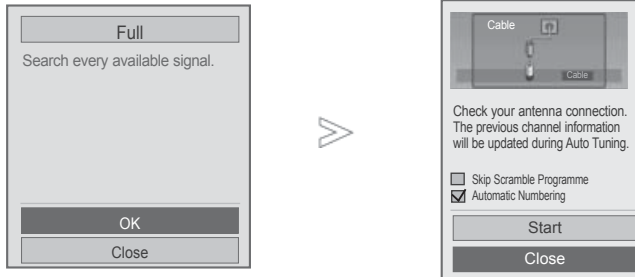 Full
Search every available signal.
OK
Close
Cable
Cable
Check your antenna connection.
The previous channel information
will be updated during Auto Tuning.
Skip Scramble Programme
Automatic Numbering
Start
Close